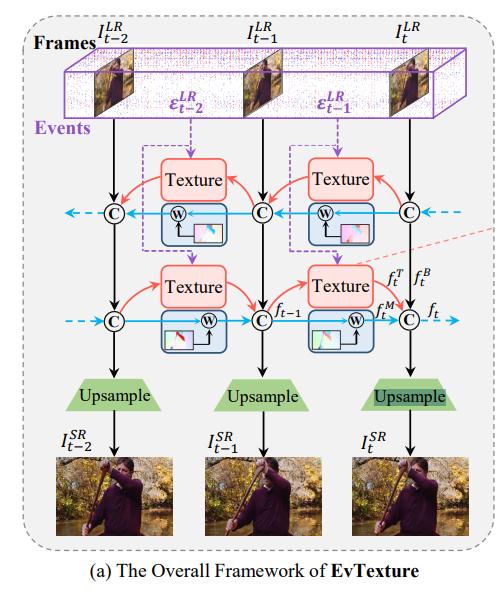 Frames
I_{t-2}^{LR} I_{t-1}^{LR} I_t^{LR}
Events
ε_{t-2}^{LR} ε_{t-1}^{LR}
Texture Texture
C C C
W W
Texture Texture
f_t^T f_t^B
f_{t-1} f_t^M f_t
C W C W C
Upsample Upsample Upsample
I_{t-2}^{SR} I_{t-1}^{SR} I_t^{SR}
(a) The Overall Framework of EvTexture